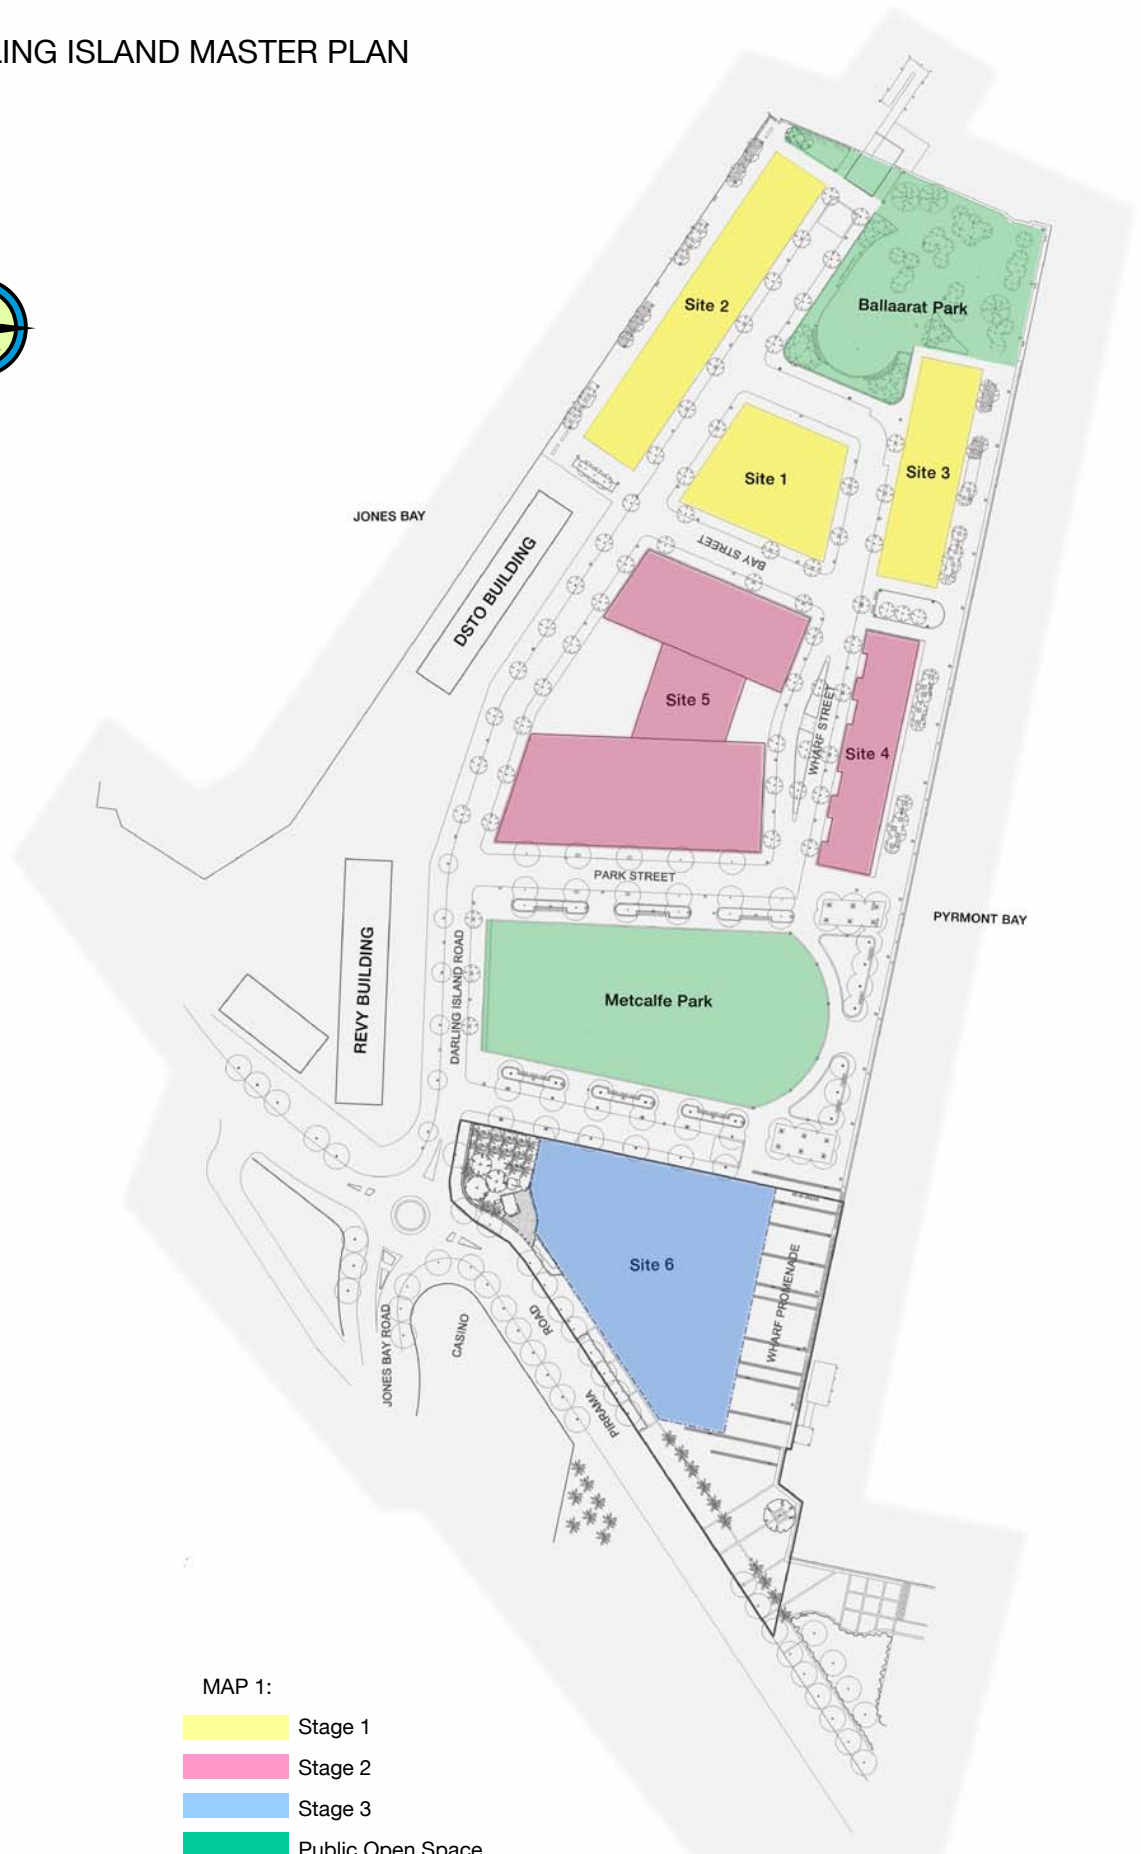 LING ISLAND MASTER PLAN
Site 2
Ballaarat Park
Site 1
Site 3
JONES BAY
BAY STREET
DSTO BUILDING
Site 5
WHARF STREET
Site 4
PARK STREET
PYRMONT BAY
REVY BUILDING
DARLING ISLAND ROAD
Metcalfe Park
Site 6
WHARF PROMENADE
JONES BAY ROAD
CASINO
ROAD
PIRRAMA
MAP 1:
Stage 1
Stage 2
Stage 3
Public Open Space